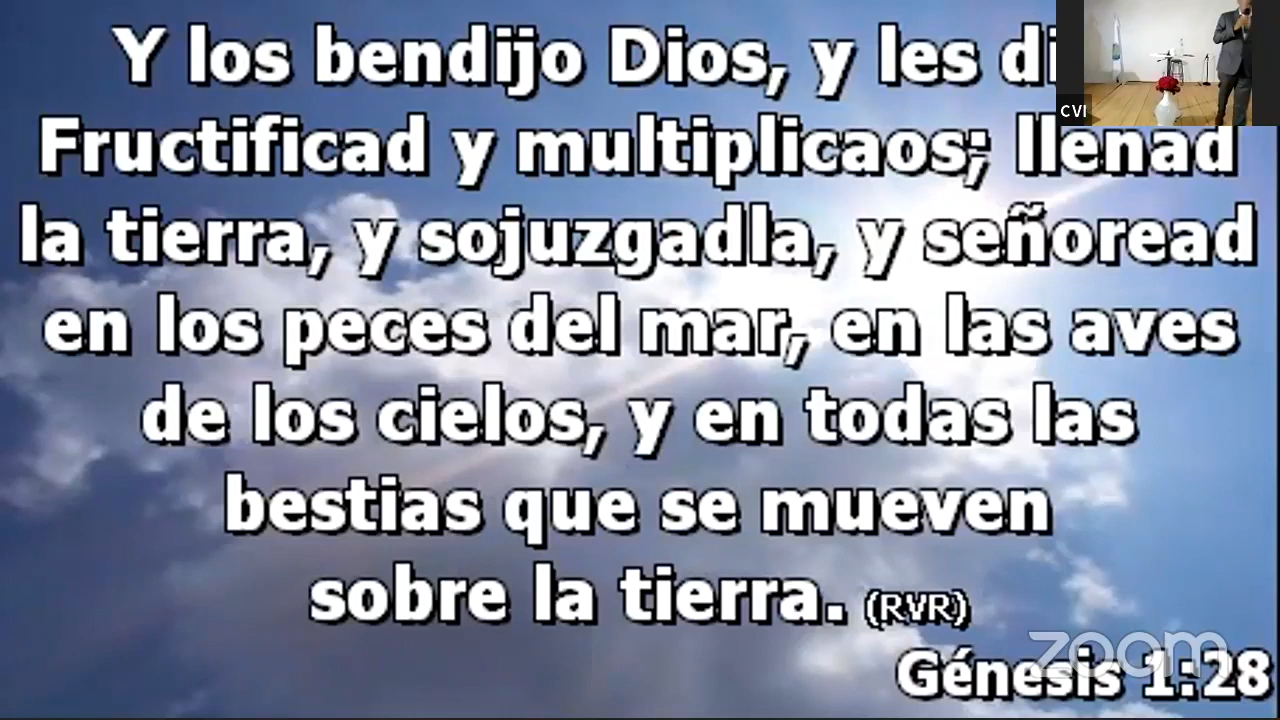 Y los bendijo Dios, y les
Fructificad y multiplicaos; llenad
la tierra, y sojuzgadla, y señoread
en los peces del mar, en las aves
de los cielos, y en todas las
bestias que se mueven
sobre la tierra. (RVR)
Génesis 1:28
CVI
zoom